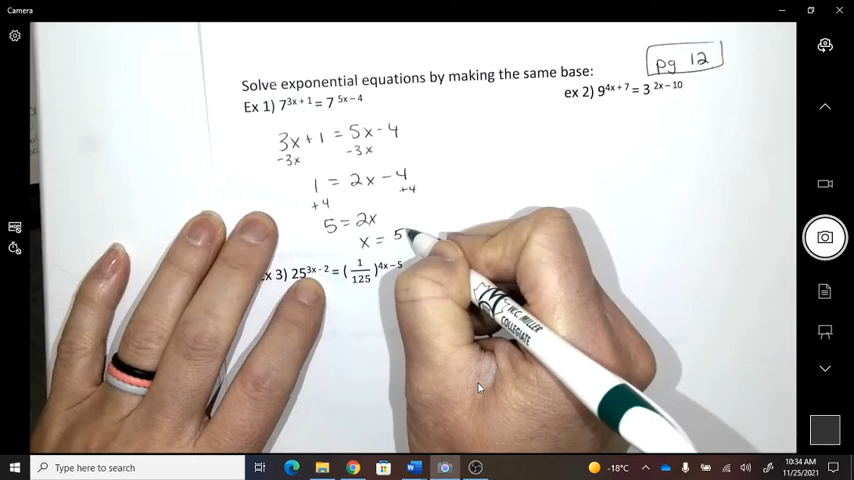 Camera
Solve exponential equations by making the same base:
pg 12
Ex 1) 7^{3x + 1} = 7^{5x – 4}
ex 2) 9^{4x + 7} = 3^{2x – 10}
3x + 1 = 5x - 4
-3x -3x
1 = 2x - 4
+4 +4
5 = 2x
x = 5
x 3) 25^{3x - 2} = (1/125)^{4x – 5}
W.C. MILLER
COLLEGIATE
Type here to search
-18°C
10:34 AM
11/25/2021